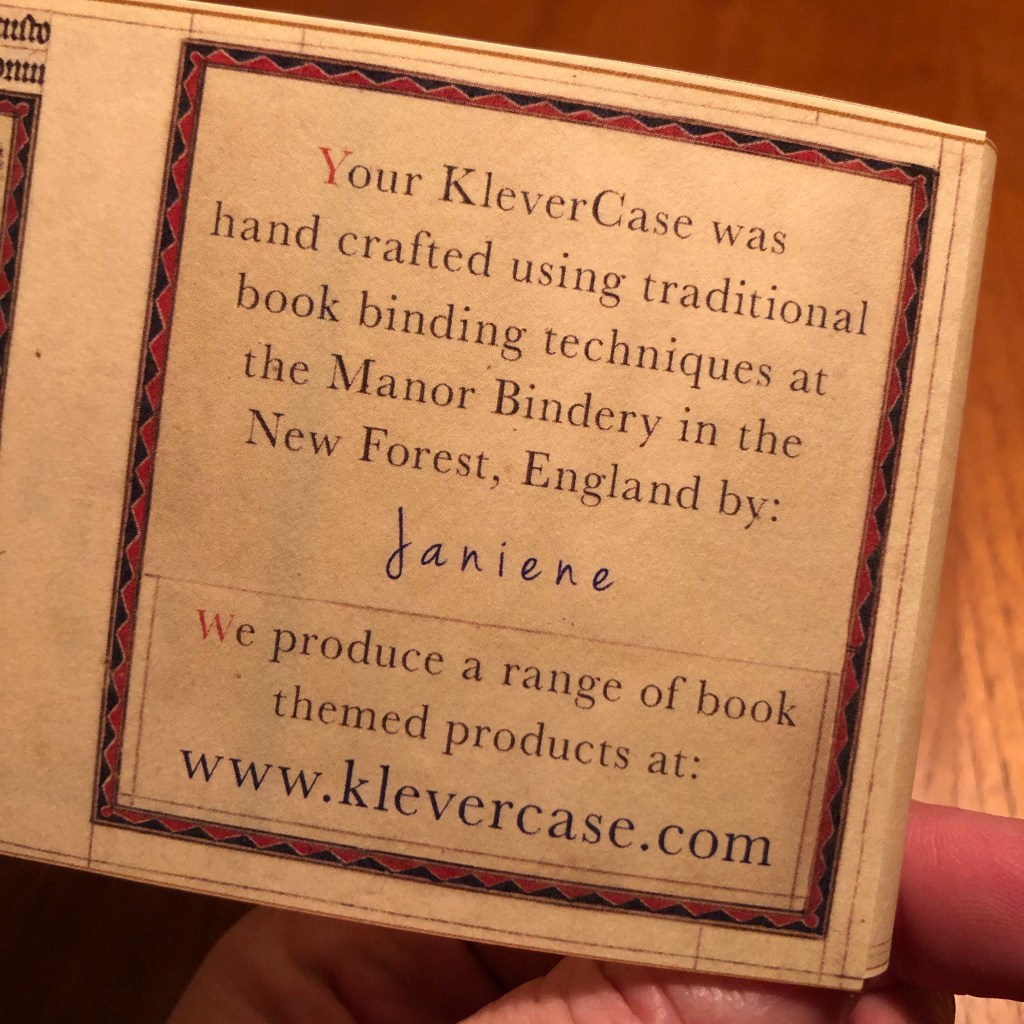 Your KleverCase was
hand crafted using traditional
book binding techniques at
the Manor Bindery in the
New Forest, England by:
Janiene
We produce a range of book
themed products at:
www.klevercase.com